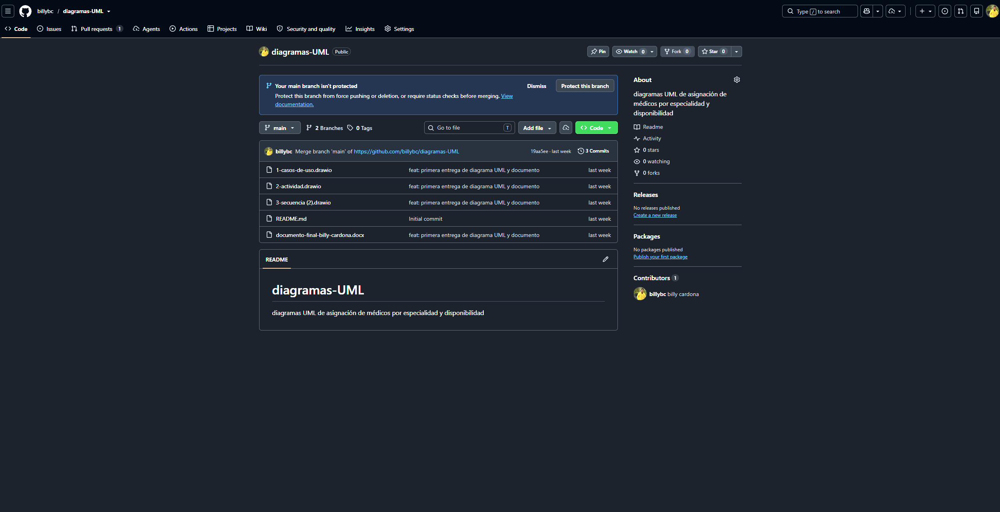 billybc / diagramas-UML
Type / to search
Code Issues Pull requests 1 Agents Actions Projects Wiki Security and quality Insights Settings
diagramas-UML Public
Pin Watch 0 Fork 0 Star 0
Your main branch isn't protected
Protect this branch from force pushing or deletion, or require status checks before merging. View
documentation.
Dismiss Protect this branch
main 2 Branches 0 Tags Go to file T Add file Code
billybc Merge branch 'main' of https://github.com/billybc/diagramas-UML 19aa5ee · last week 3 Commits
1-casos-de-uso.drawio feat: primera entrega de diagrama UML y documento last week
2-actividad.drawio feat: primera entrega de diagrama UML y documento last week
3-secuencia (2).drawio feat: primera entrega de diagrama UML y documento last week
README.md Initial commit last week
documento-final-billy-cardona.docx feat: primera entrega de diagrama UML y documento last week
README
diagramas-UML
diagramas UML de asignación de médicos por especialidad y disponibilidad
About
diagramas UML de asignación de
médicos por especialidad y
disponibilidad
Readme
Activity
0 stars
0 watching
0 forks
Releases
No releases published
Create a new release
Packages
No packages published
Publish your first package
Contributors 1
billybc billy cardona